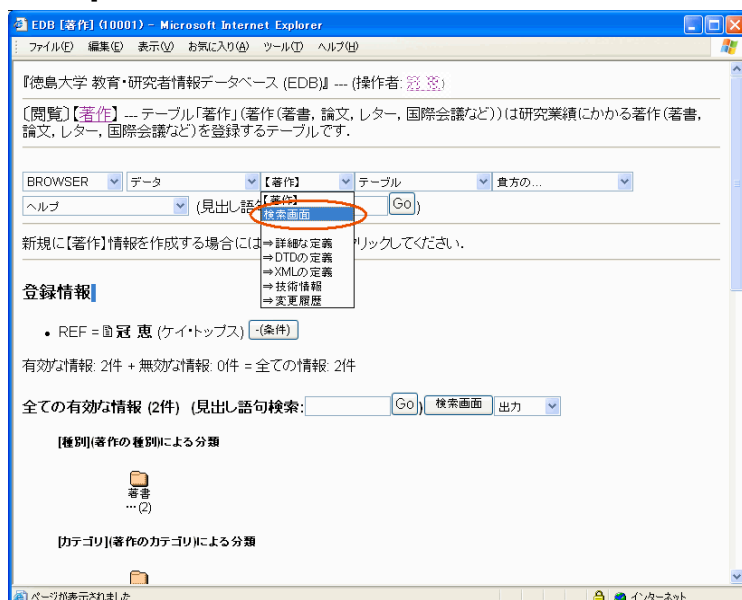 EDB [著作] (10001) - Microsoft Internet Explorer
ファイル(F) 編集(E) 表示(V) お気に入り(A) ツール(T) ヘルプ(H)
『徳島大学 教育・研究者情報データベース (EDB)』 --- (操作者: )
〔閲覧〕【著作】 --- テーブル「著作」(著作(著書, 論文, レター, 国際会議など))は研究業績にかかる著作(著書,
論文, レター, 国際会議など)を登録するテーブルです.
BROWSER データ 【著作】 テーブル 貴方の...
ヘルプ (見出し語句 Go )
【著作】
検索画面
新規に【著作】情報を作成する場合には リックしてください.
⇒詳細な定義
⇒DTDの定義
⇒XMLの定義
⇒技術情報
⇒変更履歴
登録情報
• REF = 冠 恵 (ケイ・トップス) -(条件)
有効な情報: 2件 + 無効な情報: 0件 = 全ての情報: 2件
全ての有効な情報 (2件) (見出し語句検索: Go ) 検索画面 出力
[種別](著作の種別)による分類
著書
…(2)
[カテゴリ](著作のカテゴリ)による分類
ページが表示されました インターネット